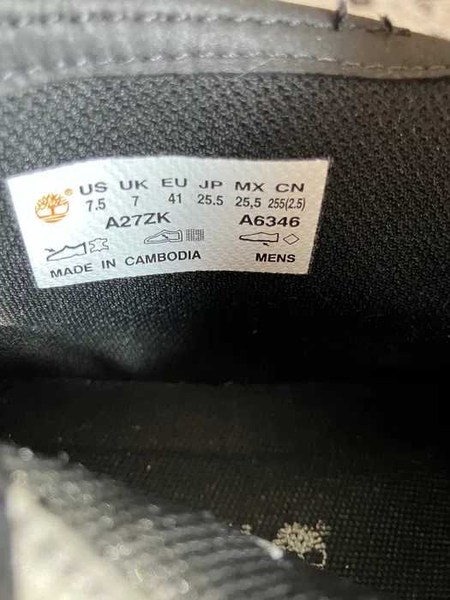 US UK EU JP MX CN
7.5 7 41 25.5 25,5 255(2.5)
A27ZK A6346
MADE IN CAMBODIA MENS